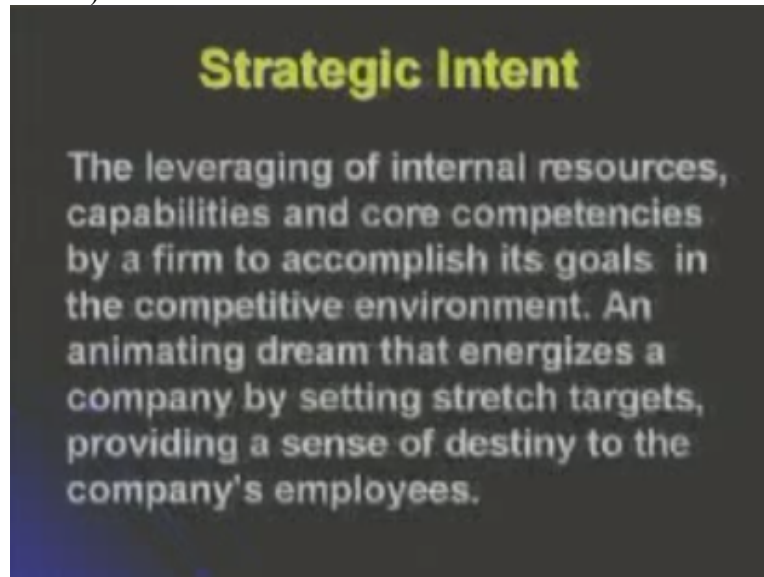 Strategic Intent
The leveraging of internal resources,
capabilities and core competencies
by a firm to accomplish its goals in
the competitive environment. An
animating dream that energizes a
company by setting stretch targets,
providing a sense of destiny to the
company's employees.